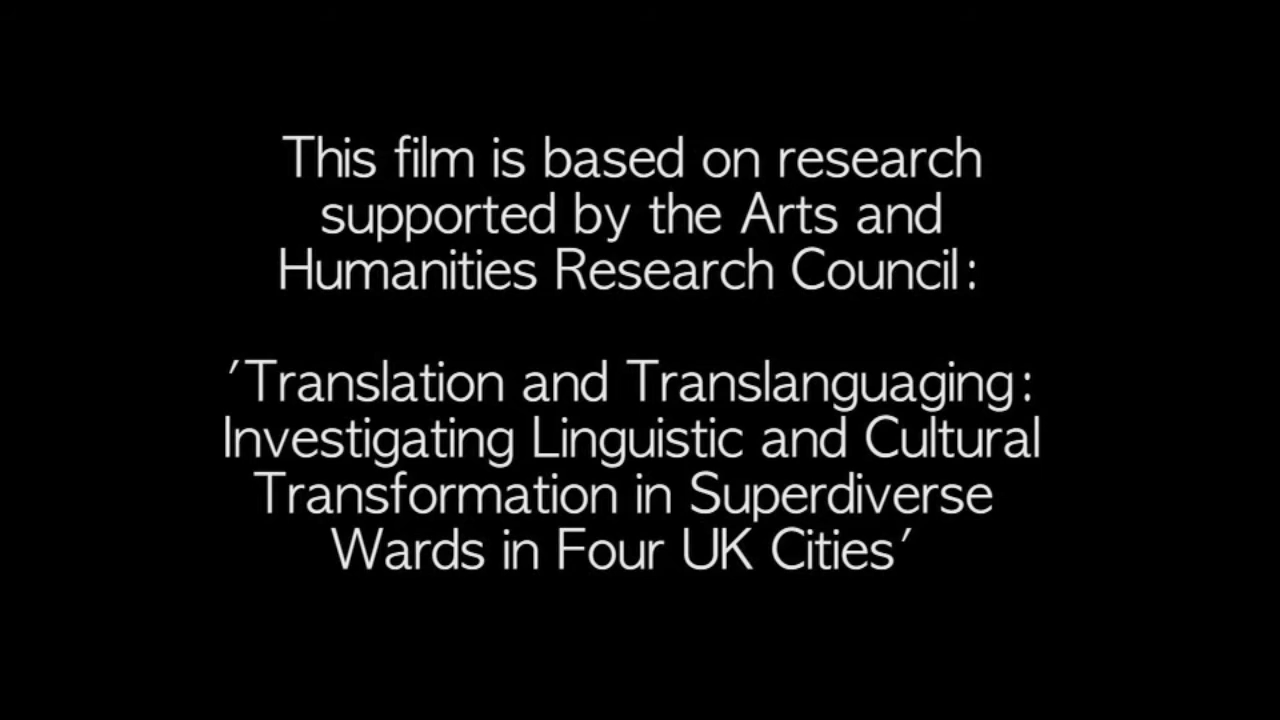 This film is based on research
supported by the Arts and
Humanities Research Council:
'Translation and Translanguaging:
Investigating Linguistic and Cultural
Transformation in Superdiverse
Wards in Four UK Cities'